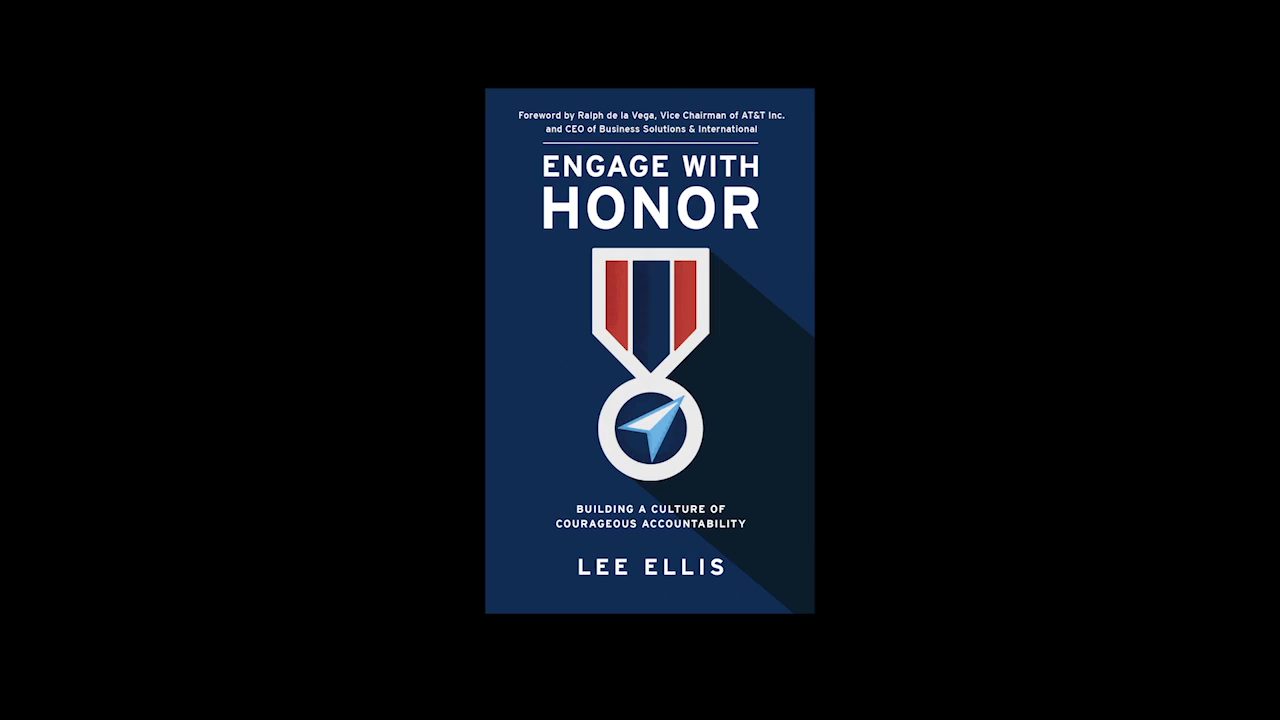 Foreword by Ralph de la Vega, Vice Chairman of AT&T Inc.
and CEO of Business Solutions & International
ENGAGE WITH
HONOR
BUILDING A CULTURE OF
COURAGEOUS ACCOUNTABILITY
LEE ELLIS